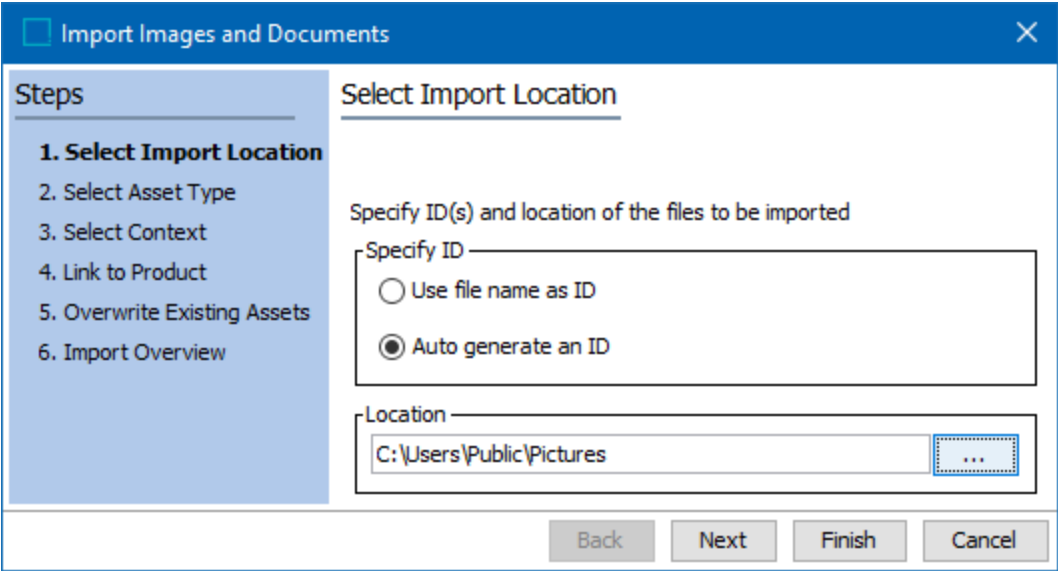 Import Images and Documents
Steps
1. Select Import Location
2. Select Asset Type
3. Select Context
4. Link to Product
5. Overwrite Existing Assets
6. Import Overview
Select Import Location
Specify ID(s) and location of the files to be imported
Specify ID
Use file name as ID
Auto generate an ID
Location
C:\Users\Public\Pictures
...
Back
Next
Finish
Cancel